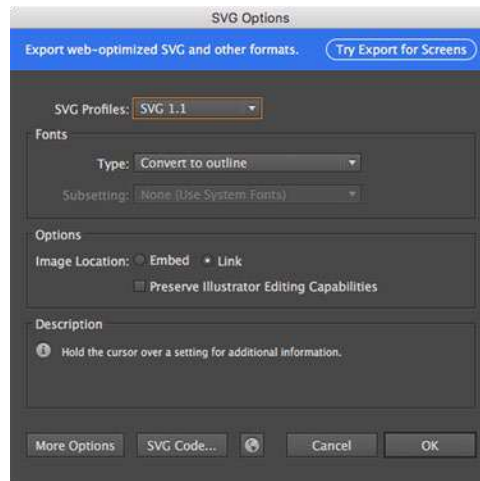 SVG Options
Export web-optimized SVG and other formats. Try Export for Screens
SVG Profiles: SVG 1.1
Fonts
Type: Convert to outline
Subsetting: None (Use System Fonts)
Options
Image Location: Embed Link
Preserve Illustrator Editing Capabilities
Description
Hold the cursor over a setting for additional information.
More Options SVG Code... Cancel OK